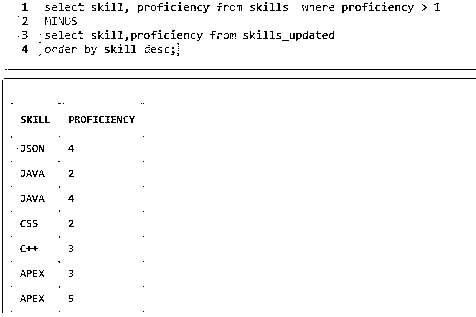 1 select skill, proficiency from skills where proficiency > 1
2 MINUS
3 select skill,proficiency from skills_updated
4 order by skill desc;
SKILL PROFICIENCY
JSON 4
JAVA 2
JAVA 4
CSS 2
C++ 3
APEX 3
APEX 5